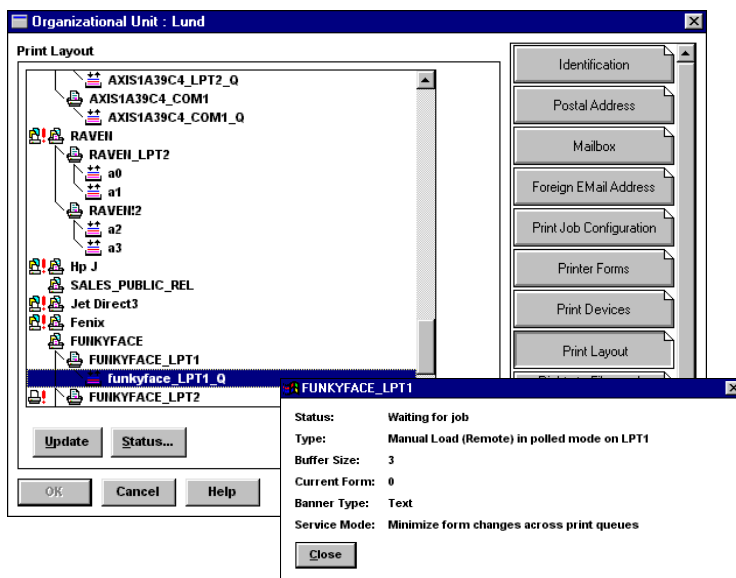 Organizational Unit : Lund
Print Layout
AXIS1A39C4_LPT2_Q
AXIS1A39C4_COM1
AXIS1A39C4_COM1_Q
RAVEN
RAVEN_LPT2
a0
a1
RAVEN!2
a2
a3
Hp J
SALES_PUBLIC_REL
Jet Direct3
Fenix
FUNKYFACE
FUNKYFACE_LPT1
funkyface_LPT1_Q
FUNKYFACE_LPT2
Update
Status...
OK
Cancel
Help
Identification
Postal Address
Mailbox
Foreign EMail Address
Print Job Configuration
Printer Forms
Print Devices
Print Layout
FUNKYFACE_LPT1
Status: Waiting for job
Type: Manual Load (Remote) in polled mode on LPT1
Buffer Size: 3
Current Form: 0
Banner Type: Text
Service Mode: Minimize form changes across print queues
Close